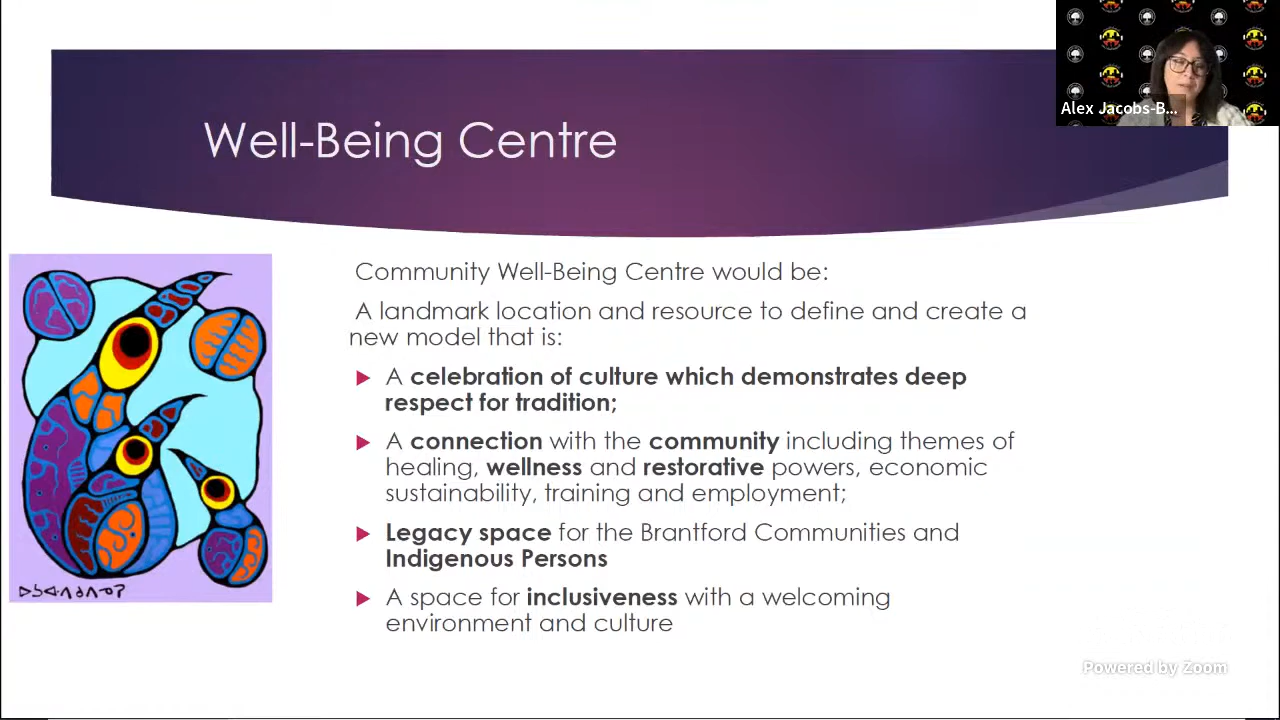 Well-Being Centre
Alex Jacobs-B...
Community Well-Being Centre would be:
A landmark location and resource to define and create a
new model that is:
A celebration of culture which demonstrates deep
respect for tradition;
A connection with the community including themes of
healing, wellness and restorative powers, economic
sustainability, training and employment;
Legacy space for the Brantford Communities and
Indigenous Persons
A space for inclusiveness with a welcoming
environment and culture
Powered by Zoom